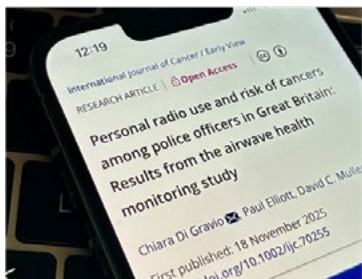 12:19
International Journal of Cancer / Early View
RESEARCH ARTICLE | Open Access
Personal radio use and risk of cancers
among police officers in Great Britain:
Results from the airwave health
monitoring study
Chiara Di Gravio Paul Elliott, David C. Muller
First published: 18 November 2025
doi.org/10.1002/ijc.70255